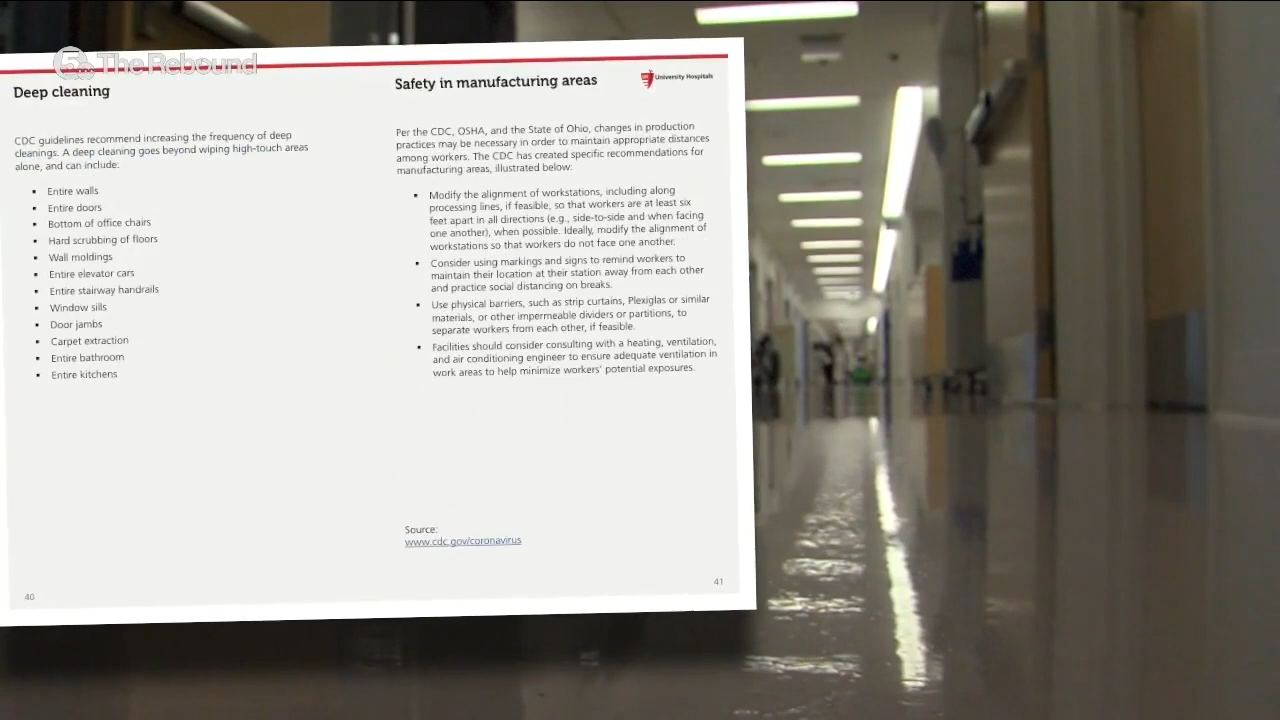 5 The Rebound
Deep cleaning
CDC guidelines recommend increasing the frequency of deep
cleanings. A deep cleaning goes beyond wiping high-touch areas
alone, and can include:
▪ Entire walls
▪ Entire doors
▪ Bottom of office chairs
▪ Hard scrubbing of floors
▪ Wall moldings
▪ Entire elevator cars
▪ Entire stairway handrails
▪ Window sills
▪ Door jambs
▪ Carpet extraction
▪ Entire bathroom
▪ Entire kitchens
40
Safety in manufacturing areas
University Hospitals
Per the CDC, OSHA, and the State of Ohio, changes in production
practices may be necessary in order to maintain appropriate distances
among workers. The CDC has created specific recommendations for
manufacturing areas, illustrated below:
▪ Modify the alignment of workstations, including along
processing lines, if feasible, so that workers are at least six
feet apart in all directions (e.g., side-to-side and when facing
one another), when possible. Ideally, modify the alignment of
workstations so that workers do not face one another.
▪ Consider using markings and signs to remind workers to
maintain their location at their station away from each other
and practice social distancing on breaks.
▪ Use physical barriers, such as strip curtains, Plexiglas or similar
materials, or other impermeable dividers or partitions, to
separate workers from each other, if feasible.
▪ Facilities should consider consulting with a heating, ventilation,
and air conditioning engineer to ensure adequate ventilation in
work areas to help minimize workers' potential exposures.
Source:
www.cdc.gov/coronavirus
41